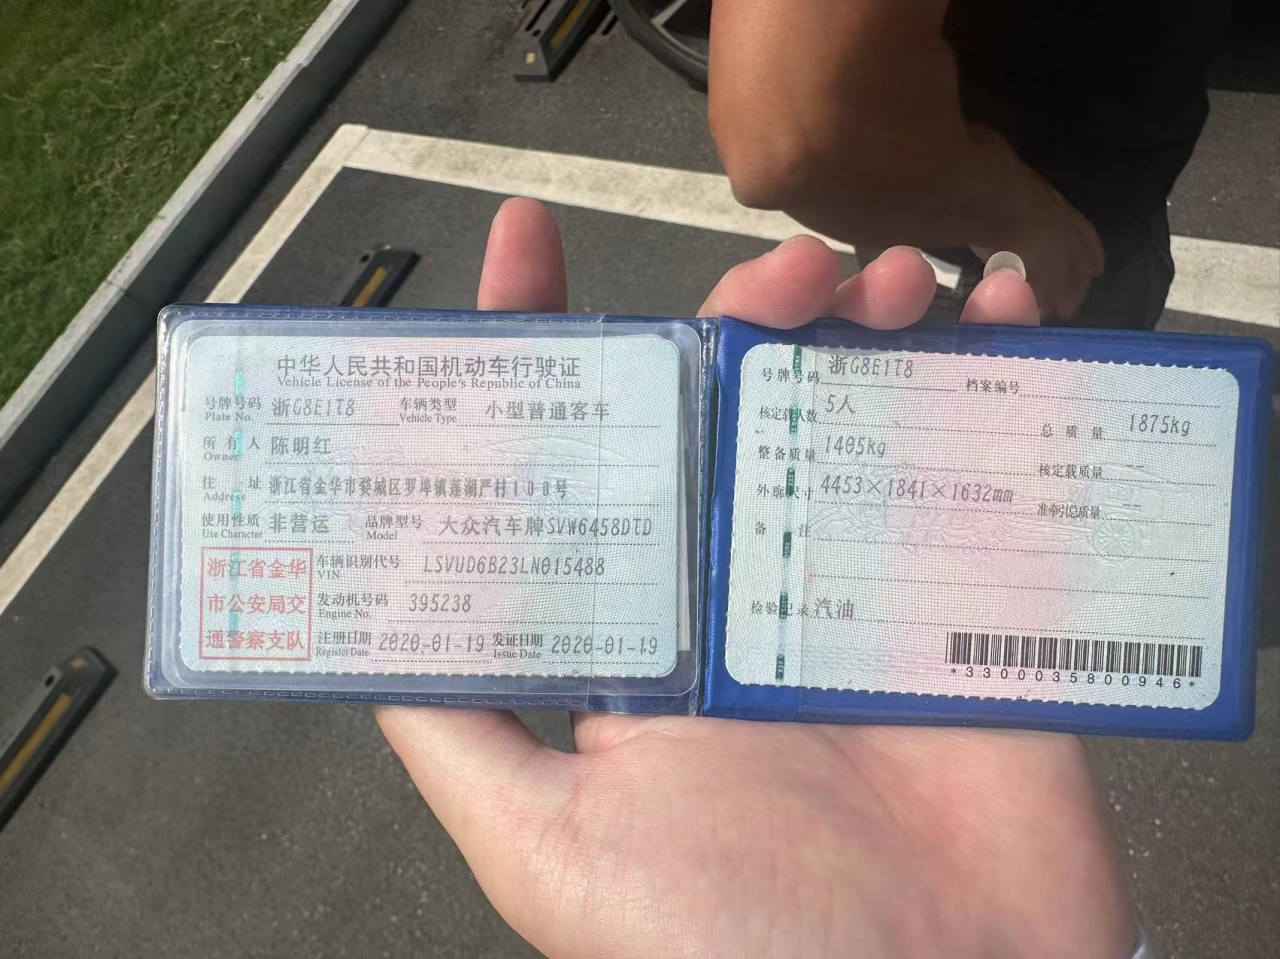 中华人民共和国机动车行驶证
Vehicle License of the People's Republic of China
号牌号码 浙G8E1T8 车辆类型 小型普通客车
Plate No. Vehicle Type
所有人 陈明红
Owner
住址 浙江省金华市婺城区罗埠镇莲湖严村100号
Address
使用性质 非营运 品牌型号 大众汽车牌SVW6458DTD
Use Character Model
浙江省金华
市公安局交
通警察支队
车辆识别代号 LSVUD6B23LN015488
VIN
发动机号码 395238
Engine No.
注册日期 2020-01-19 发证日期 2020-01-19
Register Date Issue Date
号牌号码 浙G8E1T8 档案编号
核定载人数 5人 总质量 1875kg
整备质量 1405kg 核定载质量 --
外廓尺寸 4453×1841×1632mm 准牵引总质量 --
备注
检验记录 汽油
*3300035800946*